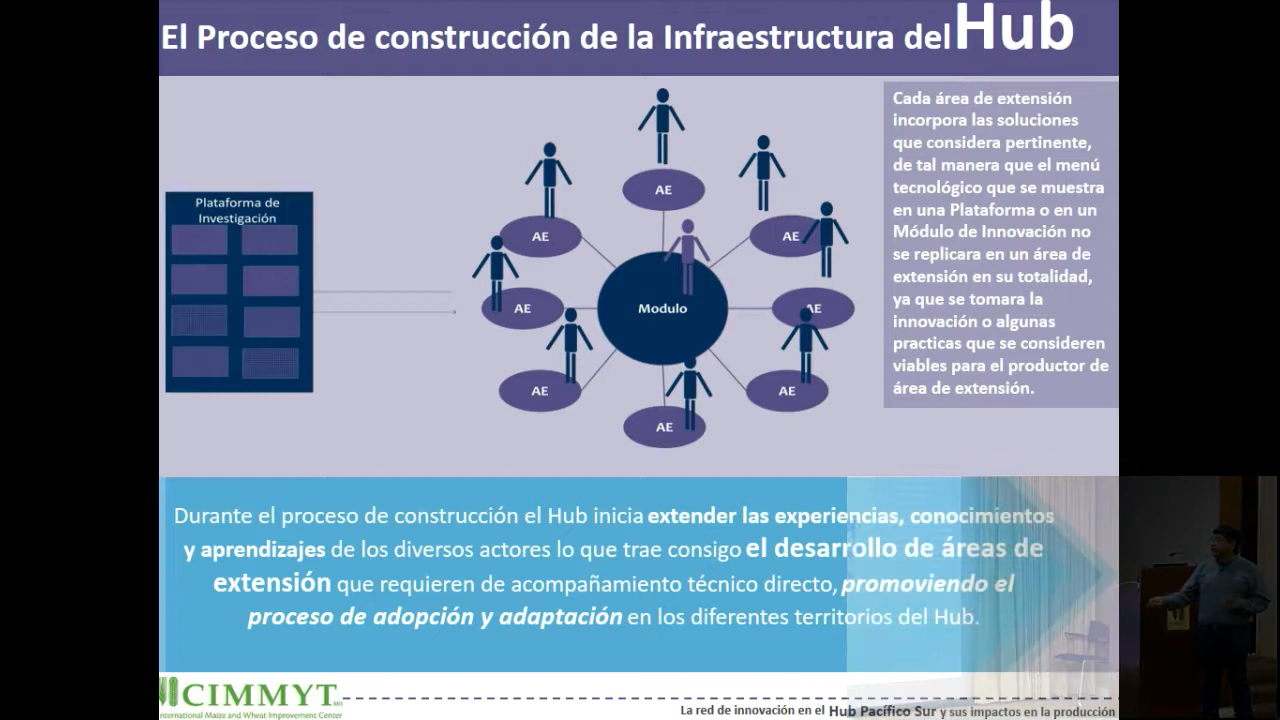 El Proceso de construcción de la Infraestructura del Hub
Cada área de extensión
incorpora las soluciones
que considera pertinente,
de tal manera que el menú
tecnológico que se muestra
en una Plataforma o en un
Módulo de Innovación no
se replicara en un área de
extensión en su totalidad,
ya que se tomara la
innovación o algunas
practicas que se consideren
viables para el productor de
área de extensión.
Plataforma de
Investigación
AE
AE
AE
AE
Modulo
AE
AE
AE
AE
Durante el proceso de construcción el Hub inicia extender las experiencias, conocimientos
y aprendizajes de los diversos actores lo que trae consigo el desarrollo de áreas de
extensión que requieren de acompañamiento técnico directo, promoviendo el
proceso de adopción y adaptación en los diferentes territorios del Hub.
CIMMYT
International Maize and Wheat Improvement Center
La red de innovación en el Hub Pacífico Sur y sus impactos en la producción